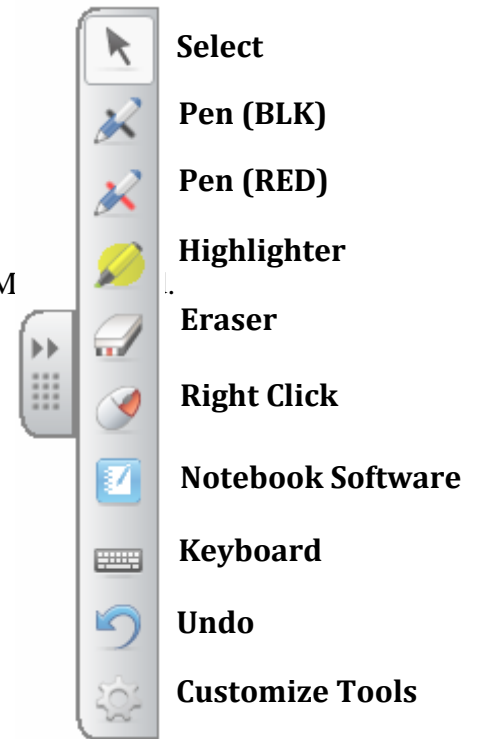 Select
Pen (BLK)
Pen (RED)
Highlighter
M
.
Eraser
Right Click
Notebook Software
Keyboard
Undo
Customize Tools